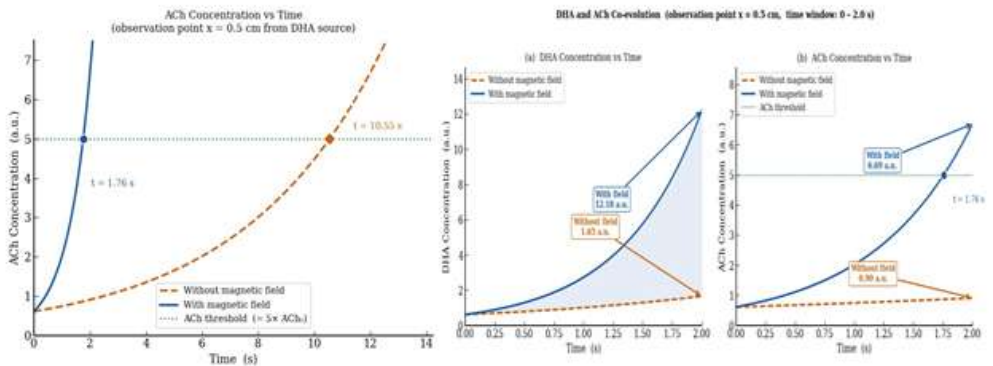 ACh Concentration vs Time
(observation point x = 0.5 cm from DHA source)
ACh Concentration (a.u.)
7
6
5
4
3
2
1
0
t = 10.55 s
t = 1.76 s
Without magnetic field
With magnetic field
ACh threshold (= 5× ACh₀)
0 2 4 6 8 10 12 14
Time (s)
DHA and ACh Co-evolution (observation point x = 0.5 cm, time window: 0 – 2.0 s)
(a) DHA Concentration vs Time
DHA Concentration (a.u.)
14
12
10
8
6
4
2
0
Without magnetic field
With magnetic field
With field
12.18 a.u.
Without field
1.65 a.u.
0.00 0.25 0.50 0.75 1.00 1.25 1.50 1.75 2.00
Time (s)
(b) ACh Concentration vs Time
ACh Concentration (a.u.)
8
7
6
5
4
3
2
1
0
Without magnetic field
With magnetic field
ACh threshold
With field
6.69 a.u.
t = 1.76 s
Without field
0.90 a.u.
0.00 0.25 0.50 0.75 1.00 1.25 1.50 1.75 2.00
Time (s)